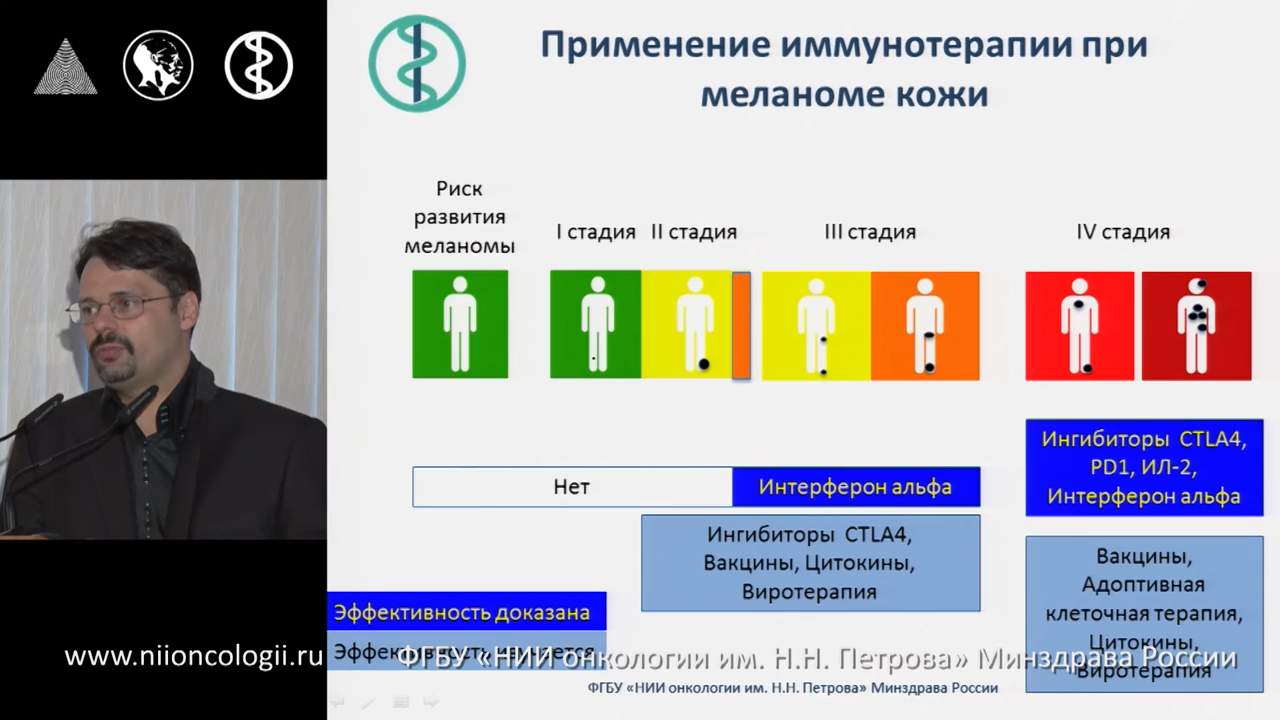 Применение иммунотерапии при
меланоме кожи
Риск
развития
меланомы
I стадия
II стадия
III стадия
IV стадия
Нет
Интерферон альфа
Ингибиторы CTLA4,
PD1, ИЛ-2,
Интерферон альфа
Ингибиторы CTLA4,
Вакцины, Цитокины,
Виротерапия
Вакцины,
Адоптивная
клеточная терапия,
Цитокины,
Виротерапия
Эффективность доказана
Эффективность
www.niioncologii.ru
ФГБУ «НИИ онкологии им. Н.Н. Петрова» Минздрава России
ФГБУ «НИИ онкологии им. Н.Н. Петрова» Минздрава России